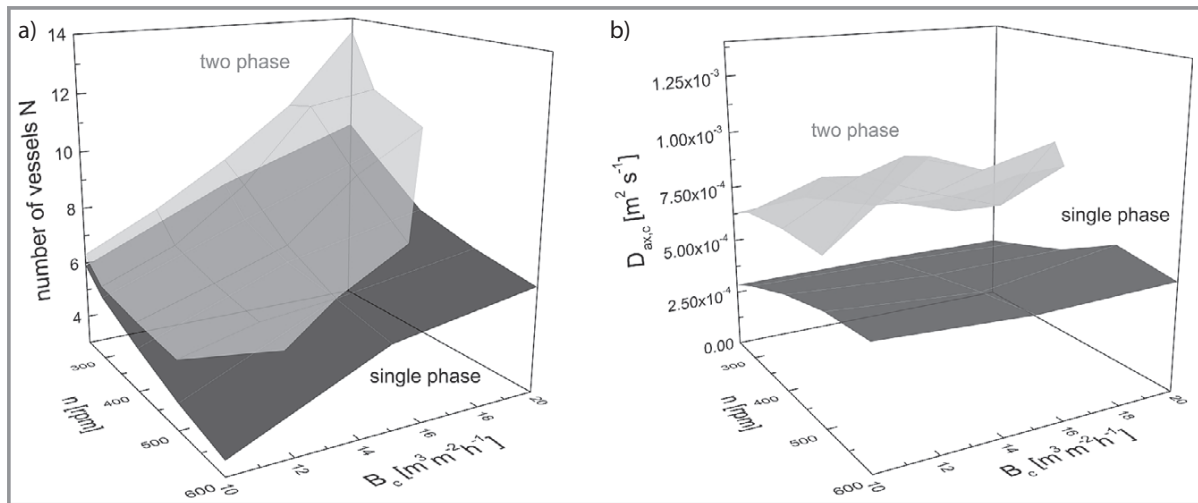 a)
14
12
10
8
6
4
number of vessels N
two phase
single phase
300
400
500
600
n [rpm]
10
12
14
16
18
20
B c [m³ m⁻² h⁻¹]
b)
1.25x10⁻³
1.00x10⁻³
7.50x10⁻⁴
5.00x10⁻⁴
2.50x10⁻⁴
0.00
D ax,c [m² s⁻¹]
two phase
single phase
300
400
500
600
n [rpm]
10
12
14
16
18
20
B c [m³ m⁻² h⁻¹]